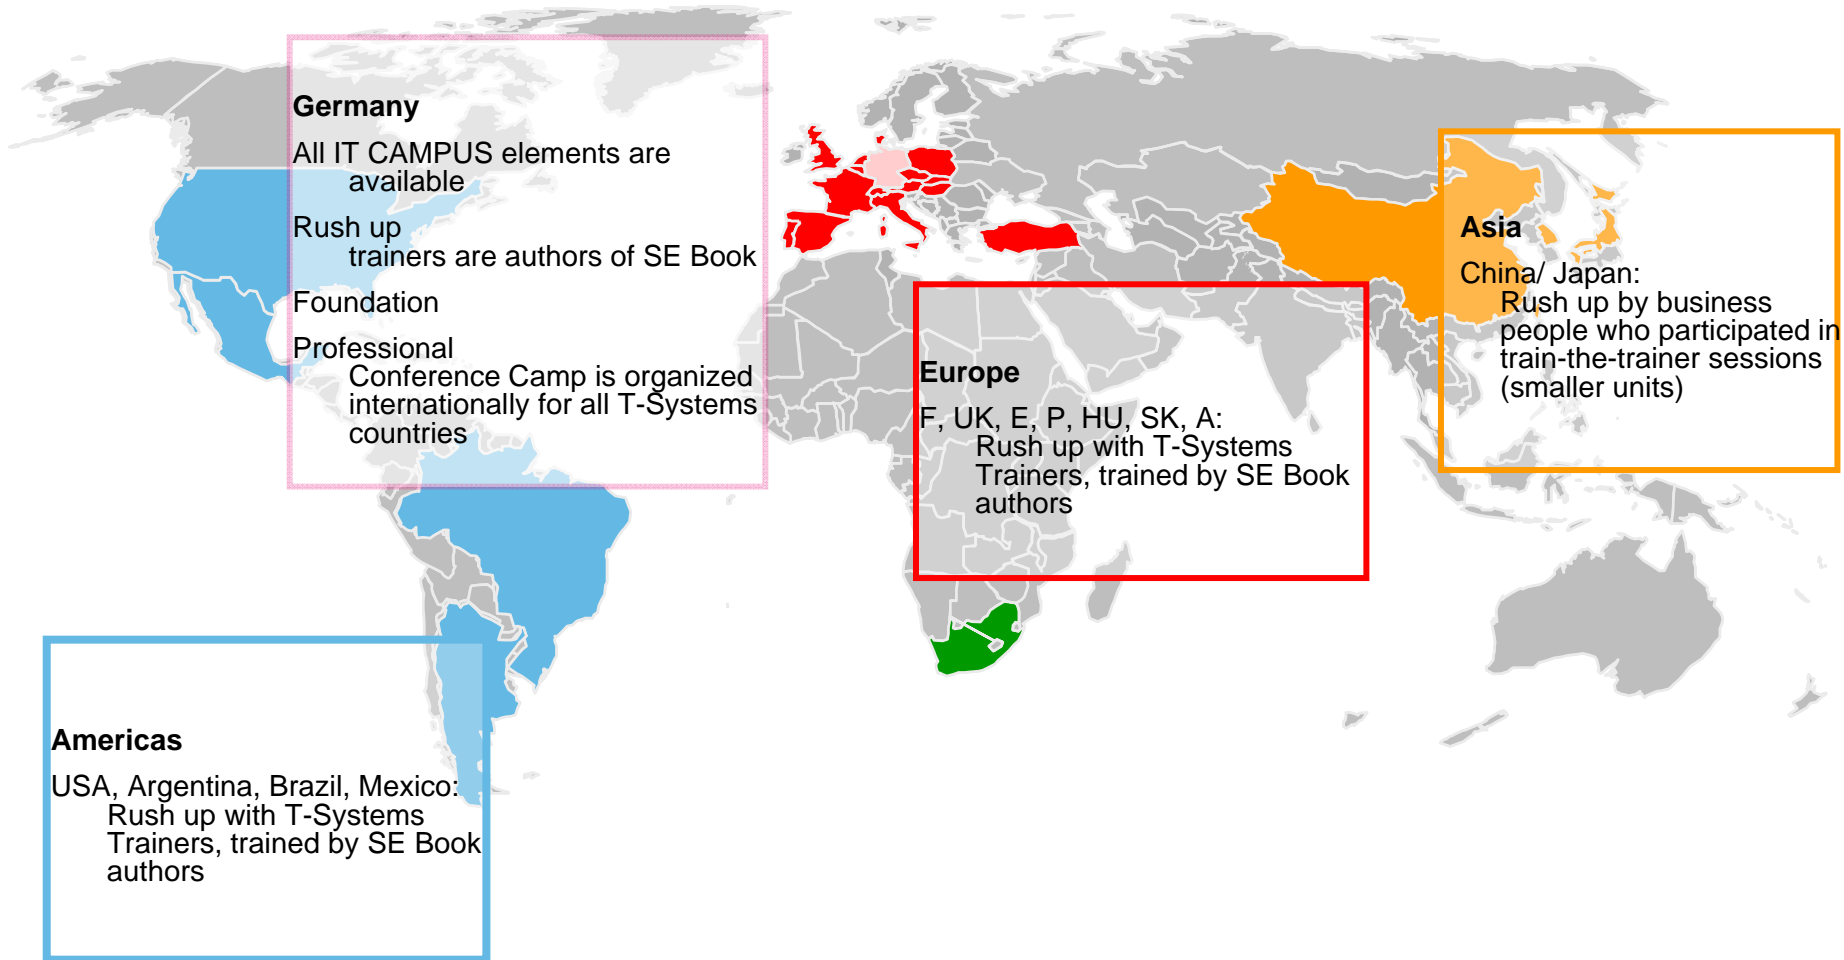 Germany
All IT CAMPUS elements are
available
Rush up
trainers are authors of SE Book
Foundation
Professional
Conference Camp is organized
internationally for all T-Systems
countries
Europe
F, UK, E, P, HU, SK, A:
Rush up with T-Systems
Trainers, trained by SE Book
authors
Asia
China/ Japan:
Rush up by business
people who participated in
train-the-trainer sessions
(smaller units)
Americas
USA, Argentina, Brazil, Mexico:
Rush up with T-Systems
Trainers, trained by SE Book
authors